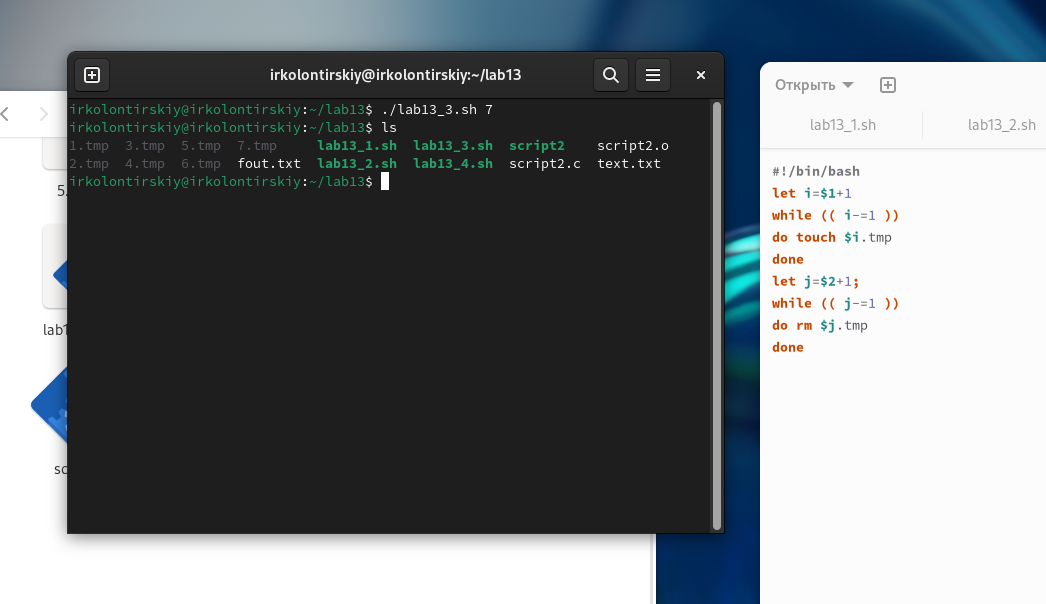 irkolontirskiy@irkolontirskiy:~/lab13
irkolontirskiy@irkolontirskiy:~/lab13$ ./lab13_3.sh 7
irkolontirskiy@irkolontirskiy:~/lab13$ ls
1.tmp 3.tmp 5.tmp 7.tmp lab13_1.sh lab13_3.sh script2 script2.o
2.tmp 4.tmp 6.tmp fout.txt lab13_2.sh lab13_4.sh script2.c text.txt
irkolontirskiy@irkolontirskiy:~/lab13$
5.
lab1
sc
Открыть
lab13_1.sh lab13_2.sh
#!/bin/bash
let i=$1+1
while (( i-=1 ))
do touch $i.tmp
done
let j=$2+1;
while (( j-=1 ))
do rm $j.tmp
done